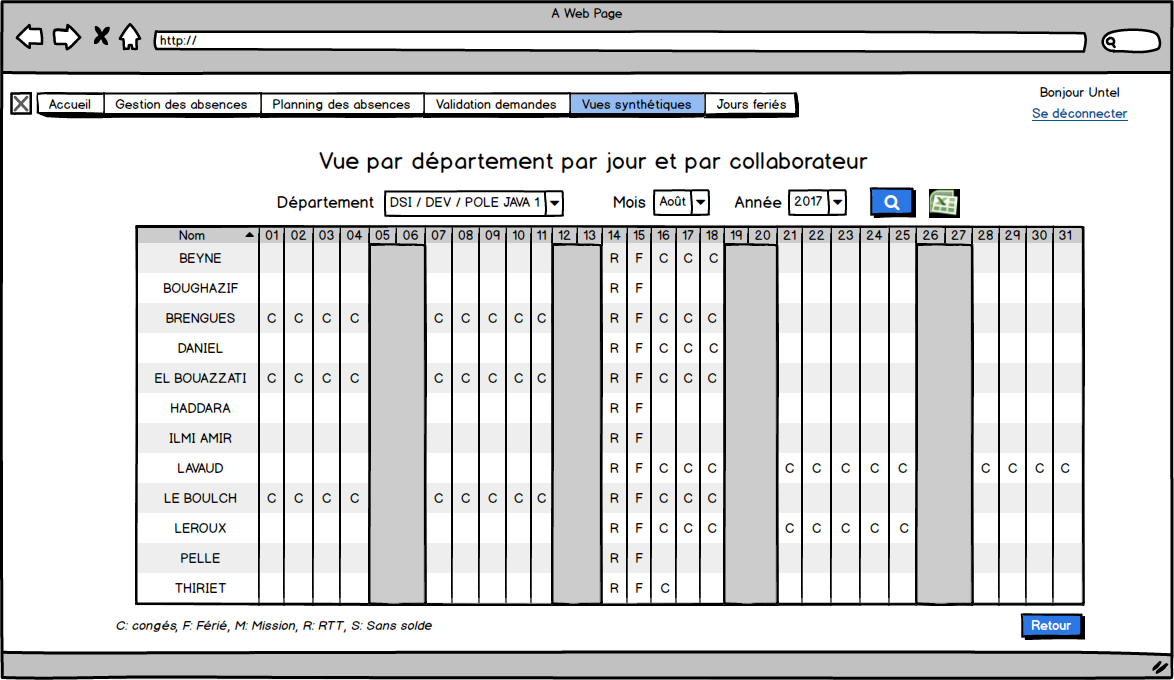 A Web Page
http://
Accueil Gestion des absences Planning des absences Validation demandes Vues synthétiques Jours feriés
Bonjour Untel
Se déconnecter
Vue par département par jour et par collaborateur
Département DSI / DEV / POLE JAVA 1 Mois Août Année 2017
Nom 01 02 03 04 05 06 07 08 09 10 11 12 13 14 15 16 17 18 19 20 21 22 23 24 25 26 27 28 29 30 31
BEYNE R F C C C
BOUGHAZIF R F
BRENGUES C C C C C C C C C R F C C C
DANIEL R F C C C
EL BOUAZZATI C C C C C C C C C R F C C C
HADDARA R F
ILMI AMIR R F
LAVAUD R F C C C C C C C C C C C C
LE BOULCH C C C C C C C C C R F C C C
LEROUX R F C C C C C C C C
PELLE R F
THIRIET R F C
C: congés, F: Férié, M: Mission, R: RTT, S: Sans solde
Retour